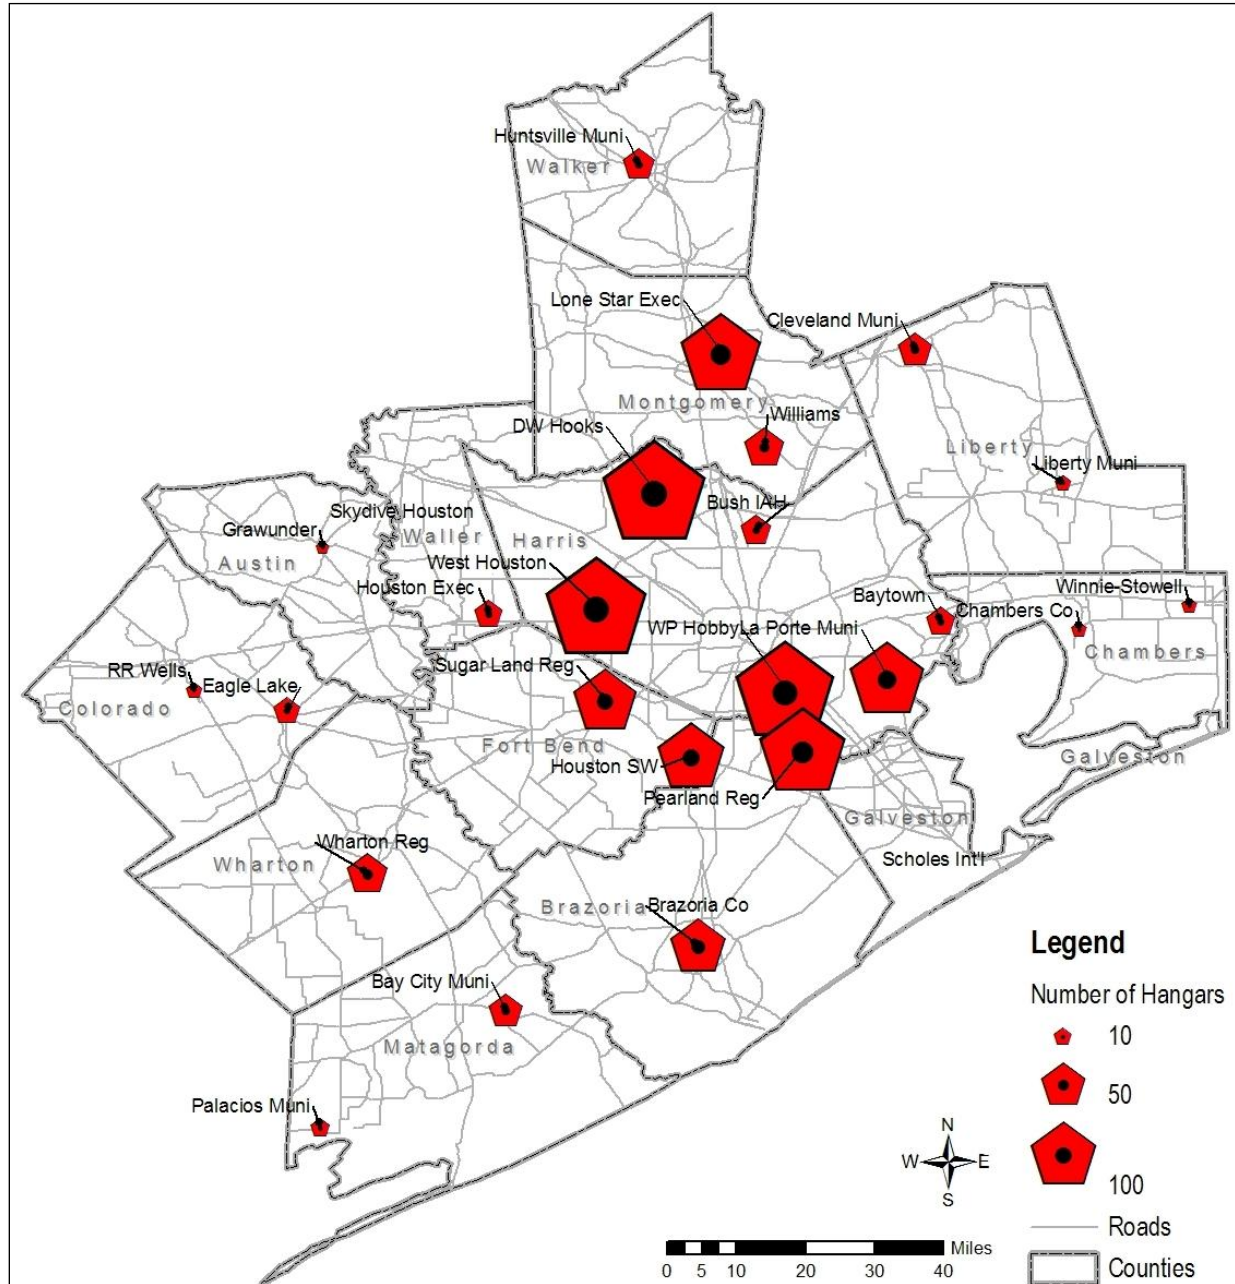 Huntsville Muni
Walker
Lone Star Exec
Cleveland Muni
Montgomery
Williams
DW Hooks
Liberty
Liberty Muni
Bush IAH
Skydive Houston
Grawunder
Waller
Harris
Austin
West Houston
Houston Exec
Winnie-Stowell
Baytown
Chambers Co
WP Hobby
La Porte Muni
Chambers
Sugar Land Reg
RR Wells
Eagle Lake
Colorado
Fort Bend
Galveston
Houston SW
Pearland Reg
Galveston
Wharton Reg
Wharton
Scholes Int'l
Brazoria
Brazoria Co
Bay City Muni
Matagorda
Palacios Muni
Legend
Number of Hangars
10
50
100
Roads
Counties
N
W
E
S
Miles
0 5 10 20 30 40